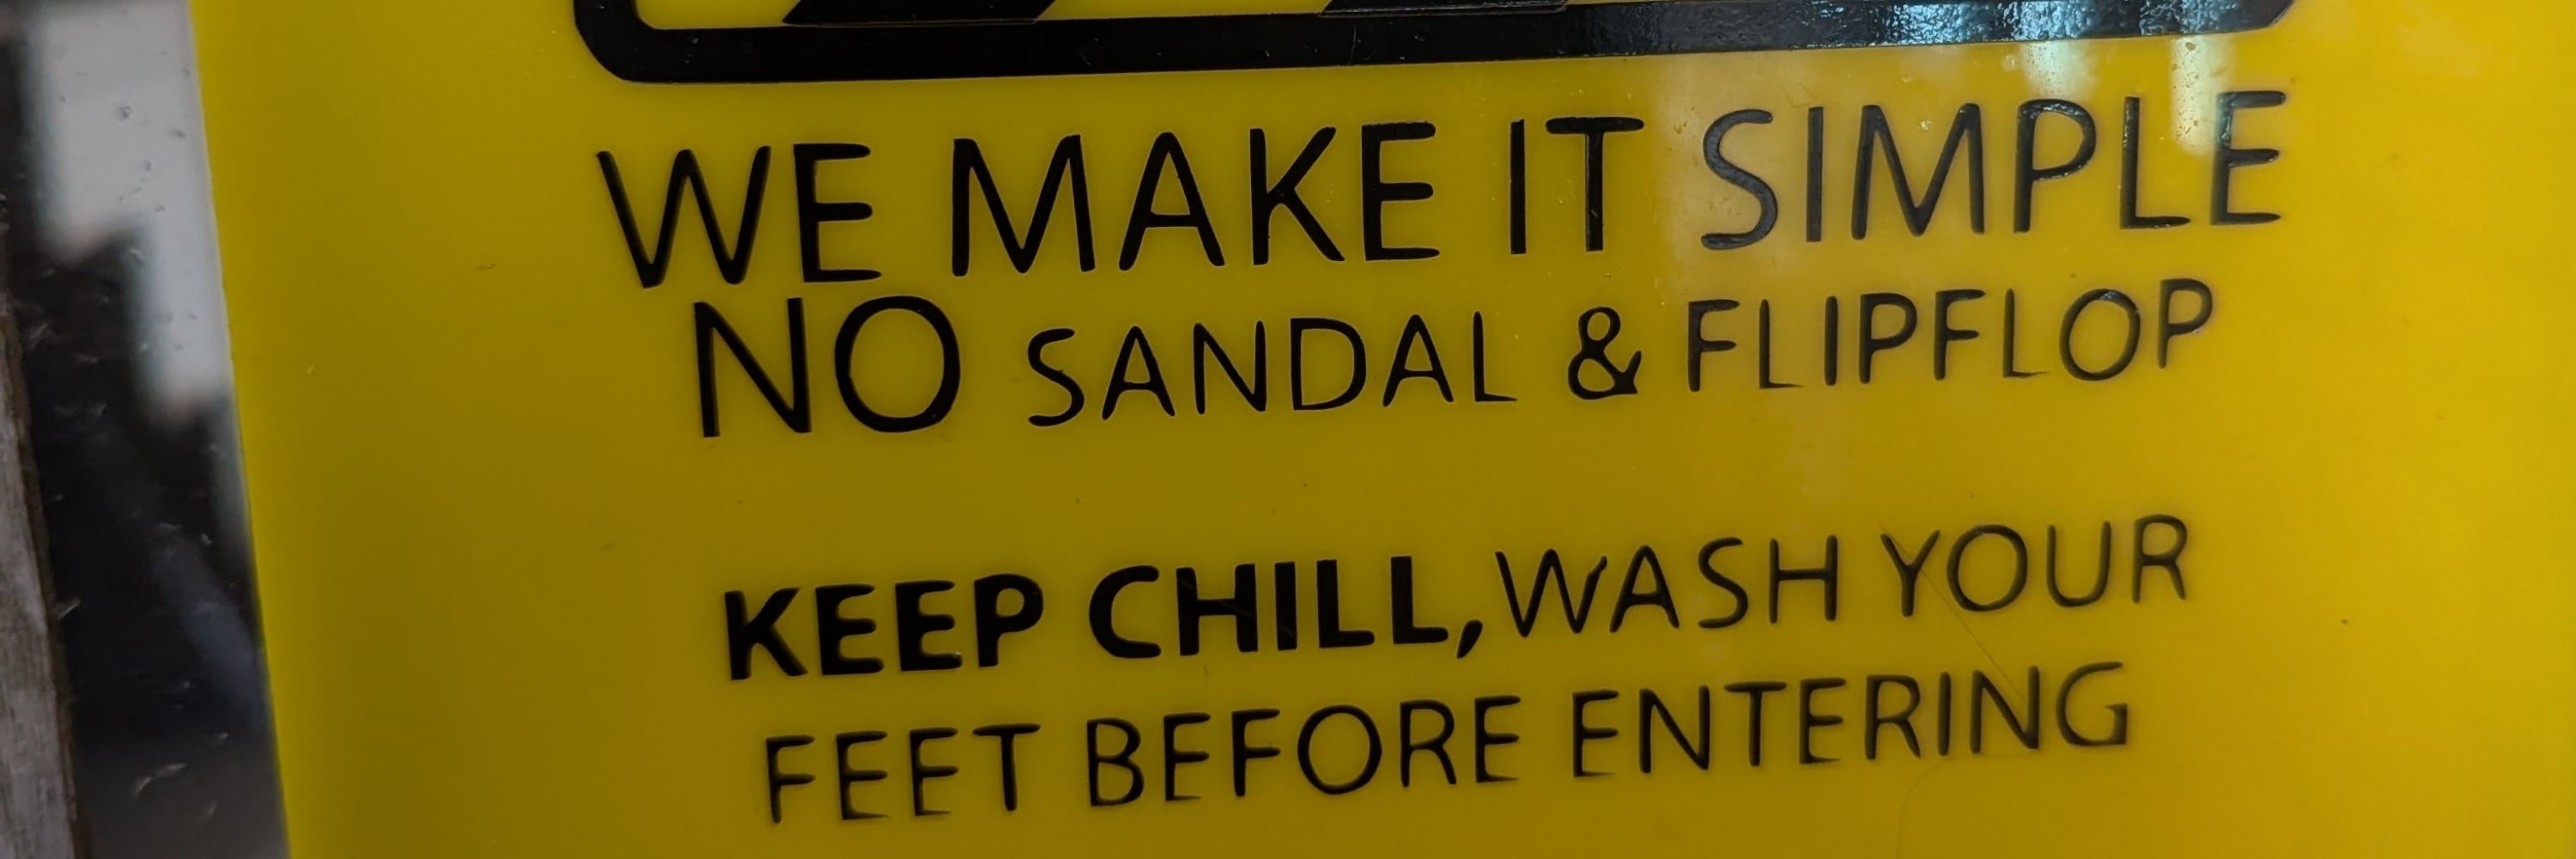 WE MAKE IT SIMPLE
NO SANDAL & FLIPFLOP
KEEP CHILL, WASH YOUR
FEET BEFORE ENTERING